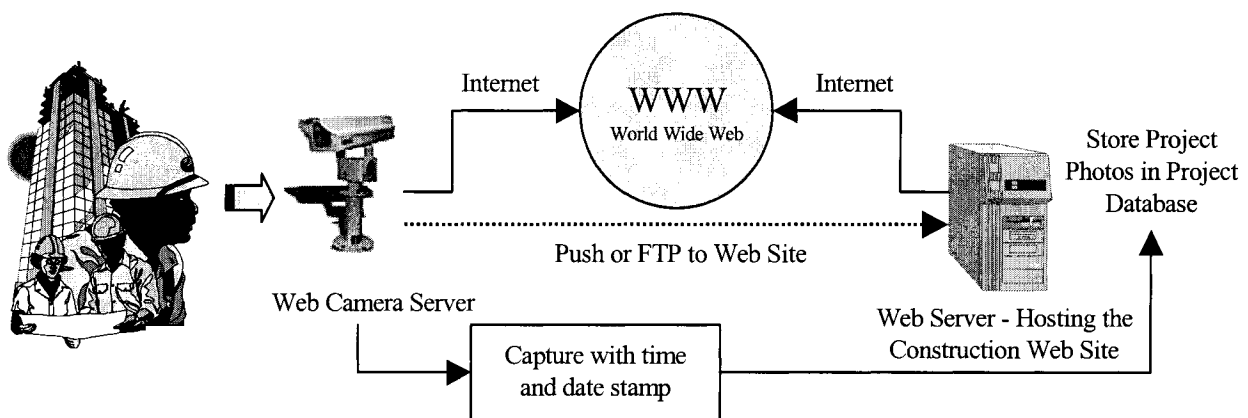 Internet
WWW
World Wide Web
Internet
Store Project
Photos in Project
Database
Push or FTP to Web Site
Web Camera Server
Web Server - Hosting the
Construction Web Site
Capture with time
and date stamp